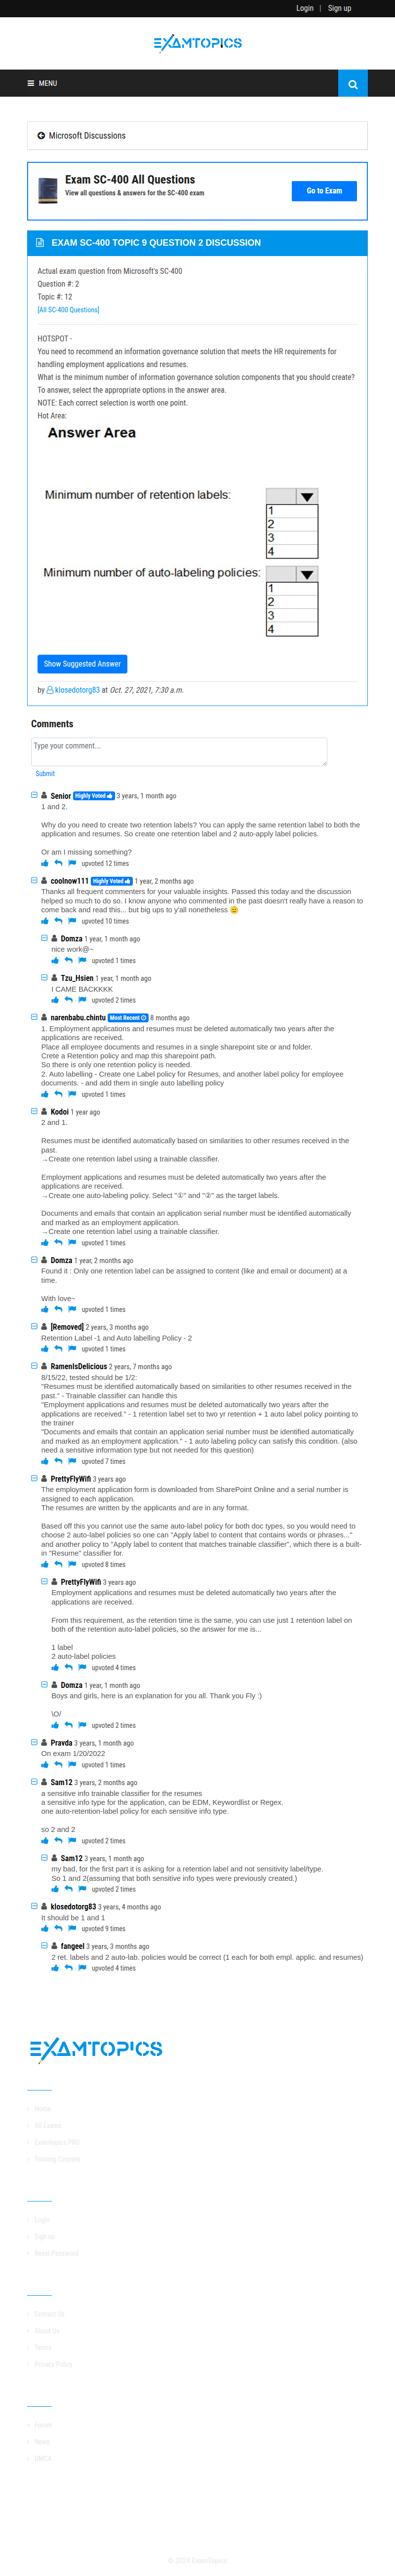 Login | Sign up
EXAMTOPICS
MENU
Microsoft Discussions
Exam SC-400 All Questions
View all questions & answers for the SC-400 exam
Go to Exam
EXAM SC-400 TOPIC 9 QUESTION 2 DISCUSSION
Actual exam question from Microsoft's SC-400
Question #: 2
Topic #: 12
[All SC-400 Questions]
HOTSPOT -
You need to recommend an information governance solution that meets the HR requirements for
handling employment applications and resumes.
What is the minimum number of information governance solution components that you should create?
To answer, select the appropriate options in the answer area.
NOTE: Each correct selection is worth one point.
Hot Area:
Answer Area
Minimum number of retention labels:
1
2
3
4
Minimum number of auto-labeling policies:
1
2
3
4
Show Suggested Answer
by klosedotorg83 at Oct. 27, 2021, 7:30 a.m.
Comments
Type your comment...
Submit
Senior Highly Voted 3 years, 1 month ago
1 and 2.
Why do you need to create two retention labels? You can apply the same retention label to both the
application and resumes. So create one retention label and 2 auto-apply label policies.
Or am I missing something?
upvoted 12 times
coolnow111 Highly Voted 1 year, 2 months ago
Thanks all frequent commenters for your valuable insights. Passed this today and the discussion
helped so much to do so. I know anyone who commented in the past doesn't really have a reason to
come back and read this... but big ups to y'all nonetheless 🙂
upvoted 10 times
Domza 1 year, 1 month ago
nice work@~
upvoted 1 times
Tzu_Hsien 1 year, 1 month ago
I CAME BACKKKK
upvoted 2 times
narenbabu.chintu Most Recent 8 months ago
1. Employment applications and resumes must be deleted automatically two years after the
applications are received.
Place all employee documents and resumes in a single sharepoint site or and folder.
Crete a Retention policy and map this sharepoint path.
So there is only one retention policy is needed.
2. Auto labelling - Create one Label policy for Resumes, and another label policy for employee
documents. - and add them in single auto labelling policy
upvoted 1 times
Kodoi 1 year ago
2 and 1.
Resumes must be identified automatically based on similarities to other resumes received in the
past.
→Create one retention label using a trainable classifier.
Employment applications and resumes must be deleted automatically two years after the
applications are received.
→Create one auto-labeling policy. Select "①" and "②" as the target labels.
Documents and emails that contain an application serial number must be identified automatically
and marked as an employment application.
→Create one retention label using a trainable classifier.
upvoted 1 times
Domza 1 year, 2 months ago
Found it : Only one retention label can be assigned to content (like and email or document) at a
time.
With love~
upvoted 1 times
[Removed] 2 years, 3 months ago
Retention Label -1 and Auto labelling Policy - 2
upvoted 1 times
RamenIsDelicious 2 years, 7 months ago
8/15/22, tested should be 1/2:
"Resumes must be identified automatically based on similarities to other resumes received in the
past." - Trainable classifier can handle this
"Employment applications and resumes must be deleted automatically two years after the
applications are received." - 1 retention label set to two yr retention + 1 auto label policy pointing to
the trainer
"Documents and emails that contain an application serial number must be identified automatically
and marked as an employment application." - 1 auto labeling policy can satisfy this condition. (also
need a sensitive information type but not needed for this question)
upvoted 7 times
PrettyFlyWifi 3 years ago
The employment application form is downloaded from SharePoint Online and a serial number is
assigned to each application.
The resumes are written by the applicants and are in any format.
Based off this you cannot use the same auto-label policy for both doc types, so you would need to
choose 2 auto-label policies so one can "Apply label to content that contains words or phrases..."
and another policy to "Apply label to content that matches trainable classifier", which there is a built-
in "Resume" classifier for.
upvoted 8 times
PrettyFlyWifi 3 years ago
Employment applications and resumes must be deleted automatically two years after the
applications are received.
From this requirement, as the retention time is the same, you can use just 1 retention label on
both of the retention auto-label policies, so the answer for me is...
1 label
2 auto-label policies
upvoted 4 times
Domza 1 year, 1 month ago
Boys and girls, here is an explanation for you all. Thank you Fly :)
\O/
upvoted 2 times
Pravda 3 years, 1 month ago
On exam 1/20/2022
upvoted 1 times
Sam12 3 years, 2 months ago
a sensitive info trainable classifier for the resumes
a sensitive info type for the application, can be EDM, Keywordlist or Regex.
one auto-retention-label policy for each sensitive info type.
so 2 and 2
upvoted 2 times
Sam12 3 years, 1 month ago
my bad, for the first part it is asking for a retention label and not sensitivity label/type.
So 1 and 2(assuming that both sensitive info types were previously created.)
upvoted 2 times
klosedotorg83 3 years, 4 months ago
It should be 1 and 1
upvoted 9 times
fangeel 3 years, 3 months ago
2 ret. labels and 2 auto-lab. policies would be correct (1 each for both empl. applic. and resumes)
upvoted 4 times
EXAMTOPICS
Home
All Exams
Examtopics PRO
Training Courses
Login
Sign up
Reset Password
Contact Us
About Us
Terms
Privacy Policy
Forum
News
DMCA
© 2024 ExamTopics